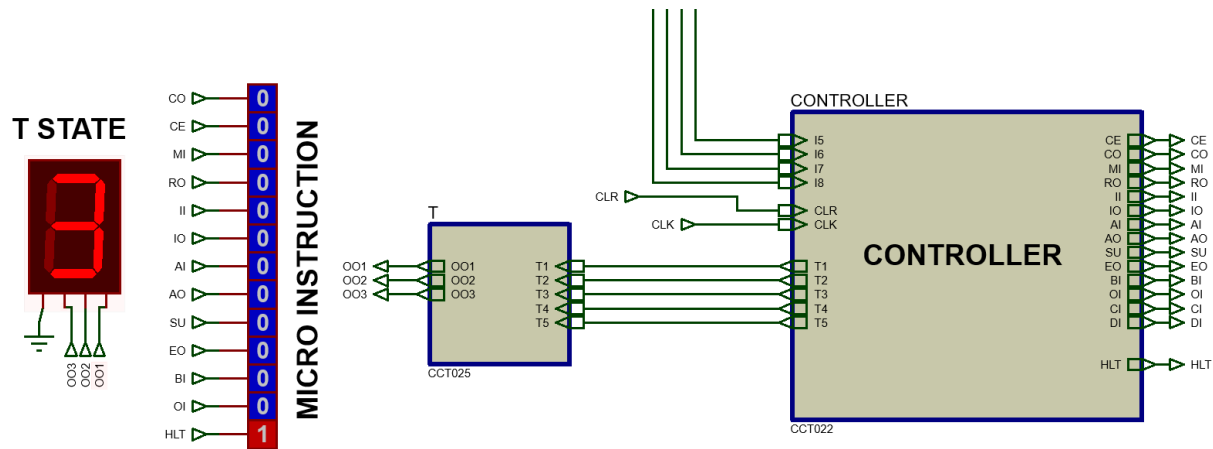 T STATE
3
OO3
OO2
OO1
CO 0
CE 0
MI 0
RO 0
II 0
IO 0
AI 0
AO 0
SU 0
EO 0
BI 0
OI 0
HLT 1
MICRO INSTRUCTION
T
OO1 OO1 T1
OO2 OO2 T2
OO3 OO3 T3
T4
T5
CCT025
CLR
CLK
CONTROLLER
I5
I6
I7
I8
CLR
CLK
T1
T2
T3
T4
T5
CONTROLLER
CE CE
CO CO
MI MI
RO RO
II II
IO IO
AI AI
AO AO
SU SU
EO EO
BI BI
OI OI
CI CI
DI DI
HLT HLT
CCT022